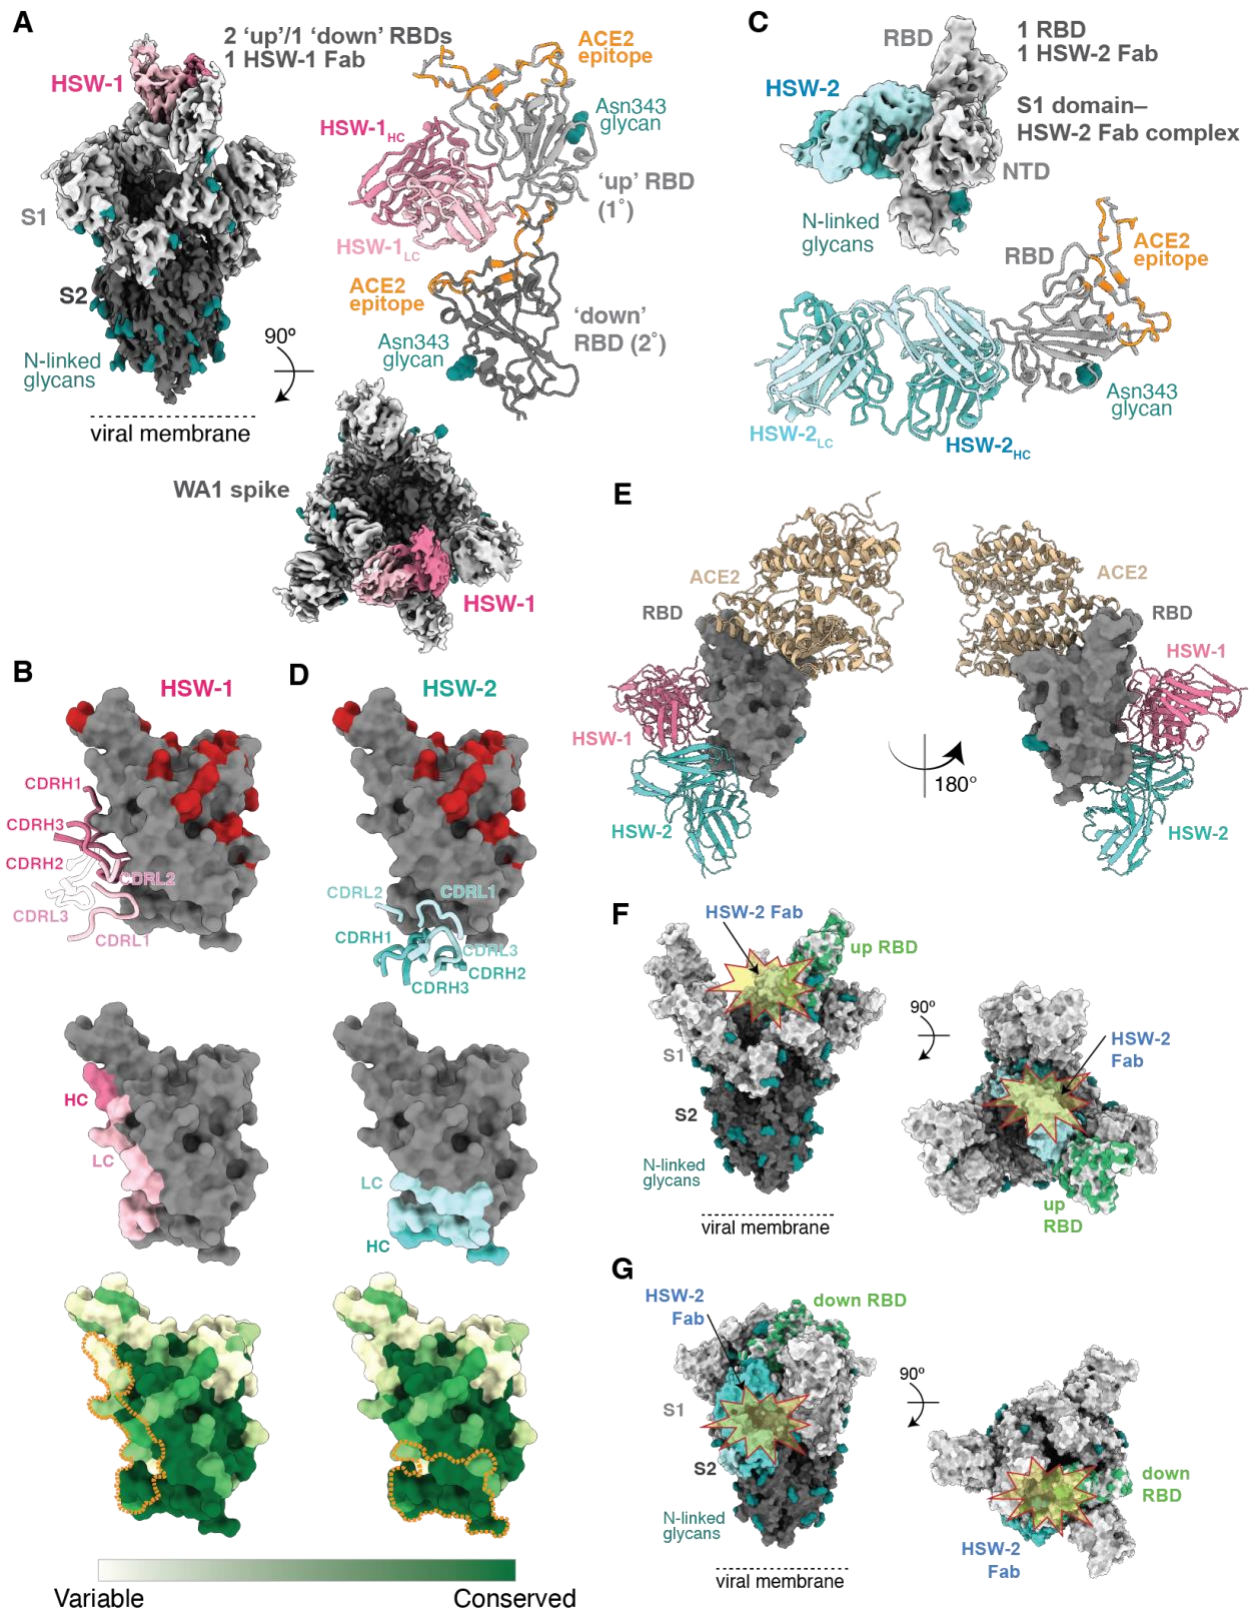 A
2 ‘up’/1 ‘down’ RBDs
1 HSW-1 Fab
HSW-1
S1
S2
N-linked
glycans
viral membrane
90º
ACE2
epitope
Asn343
glycan
HSW-1HC
‘up’ RBD
(1˚)
HSW-1LC
ACE2
epitope
‘down’
RBD (2˚)
Asn343
glycan
WA1 spike
HSW-1
C
RBD
1 RBD
1 HSW-2 Fab
HSW-2
S1 domain–
HSW-2 Fab complex
NTD
N-linked
glycans
RBD
ACE2
epitope
Asn343
glycan
HSW-2LC
HSW-2HC
B
HSW-1
CDRH1
CDRH3
CDRH2
CDRL2
CDRL3
CDRL1
HC
LC
D
HSW-2
CDRL2
CDRL1
CDRH1
CDRL3
CDRH2
CDRH3
LC
HC
Variable
Conserved
E
ACE2
RBD
HSW-1
HSW-2
180°
ACE2
RBD
HSW-1
HSW-2
F
HSW-2 Fab
up RBD
S1
S2
N-linked
glycans
viral membrane
90º
HSW-2
Fab
up
RBD
G
HSW-2
Fab
down RBD
S1
S2
N-linked
glycans
viral membrane
90º
down
RBD
HSW-2
Fab